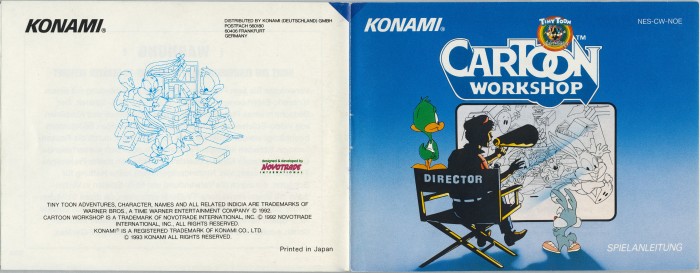 KONAMI®
DISTRIBUTED BY KONAMI (DEUTSCHLAND) GMBH
POSTFACH 560180
60406 FRANKFURT
GERMANY
designed & developed by
NOVOTRADE
INTERNATIONAL
TINY TOON ADVENTURES, CHARACTER, NAMES AND ALL RELATED INDICIA ARE TRADEMARKS OF
WARNER BROS., A TIME WARNER ENTERTAINMENT COMPANY © 1992.
CARTOON WORKSHOP IS A TRADEMARK OF NOVOTRADE INTERNATIONAL, INC. © 1992 NOVOTRADE
INTERNATIONAL, INC., ALL RIGHTS RESERVED.
KONAMI® IS A REGISTERED TRADEMARK OF KONAMI CO., LTD.
© 1993 KONAMI ALL RIGHTS RESERVED.
Printed in Japan
KONAMI®
NES-CW-NOE
TINY TOON
CARTOON™
WORKSHOP
DIRECTOR
SPIELANLEITUNG